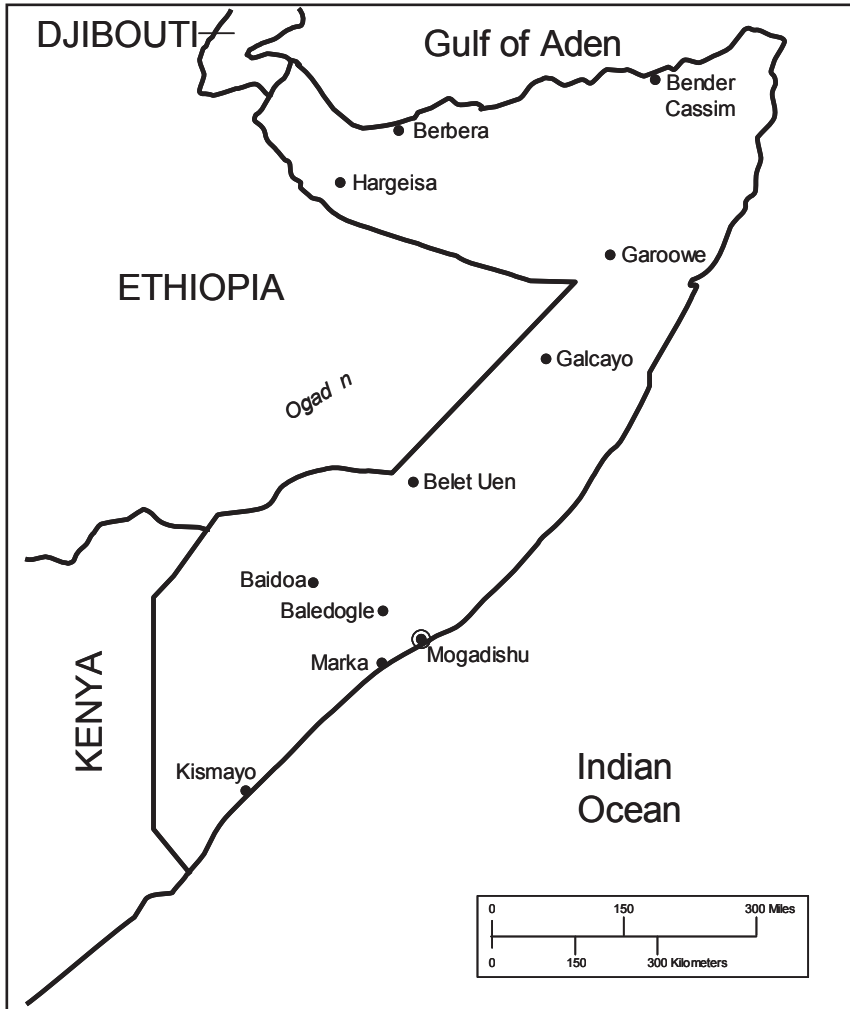 DJIBOUTI
Gulf of Aden
Bender
Cassim
Berbera
Hargeisa
Garoowe
ETHIOPIA
Galcayo
Ogad n
Belet Uen
Baidoa
Baledogle
Mogadishu
Marka
KENYA
Kismayo
Indian
Ocean
0 150 300 Miles
0 150 300 Kilometers